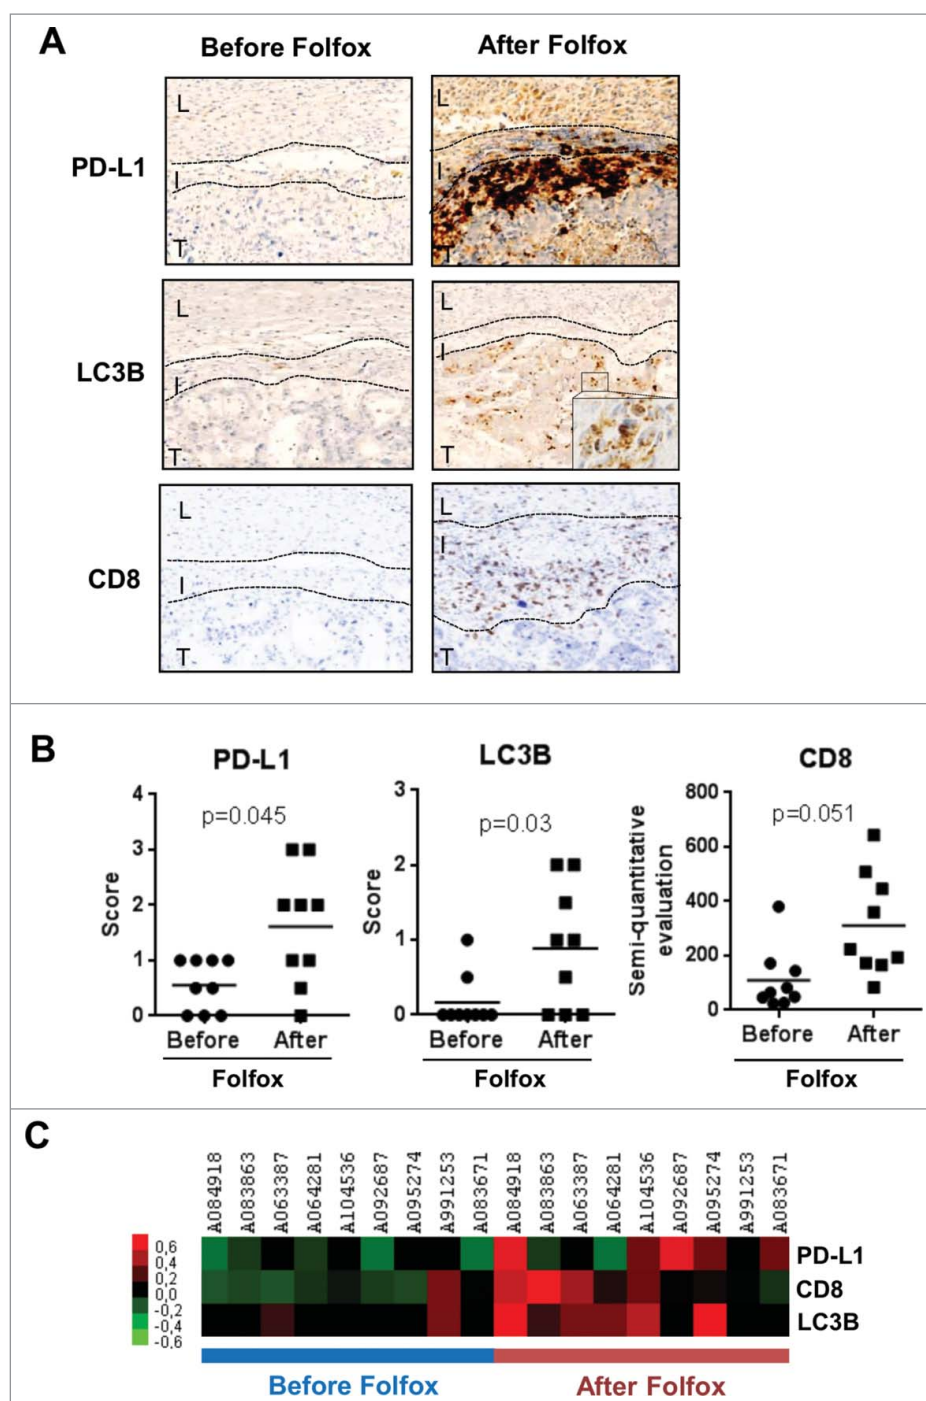 A
Before Folfox After Folfox
PD-L1
L
I
T
L
I
T
LC3B
L
I
T
L
I
T
CD8
L
I
T
L
I
T
B
PD-L1
p=0.045
Score
4
3
2
1
0
Before After
Folfox
LC3B
p=0.03
Score
3
2
1
0
Before After
Folfox
CD8
p=0.051
Semi-quantitative
evaluation
800
600
400
200
0
Before After
Folfox
C
A084918 A083863 A063387 A064281 A104536 A092687 A095274 A991253 A083671 A084918 A083863 A063387 A064281 A104536 A092687 A095274 A991253 A083671
0,6
0,4
0,2
0,0
-0,2
-0,4
-0,6
PD-L1
CD8
LC3B
Before Folfox After Folfox